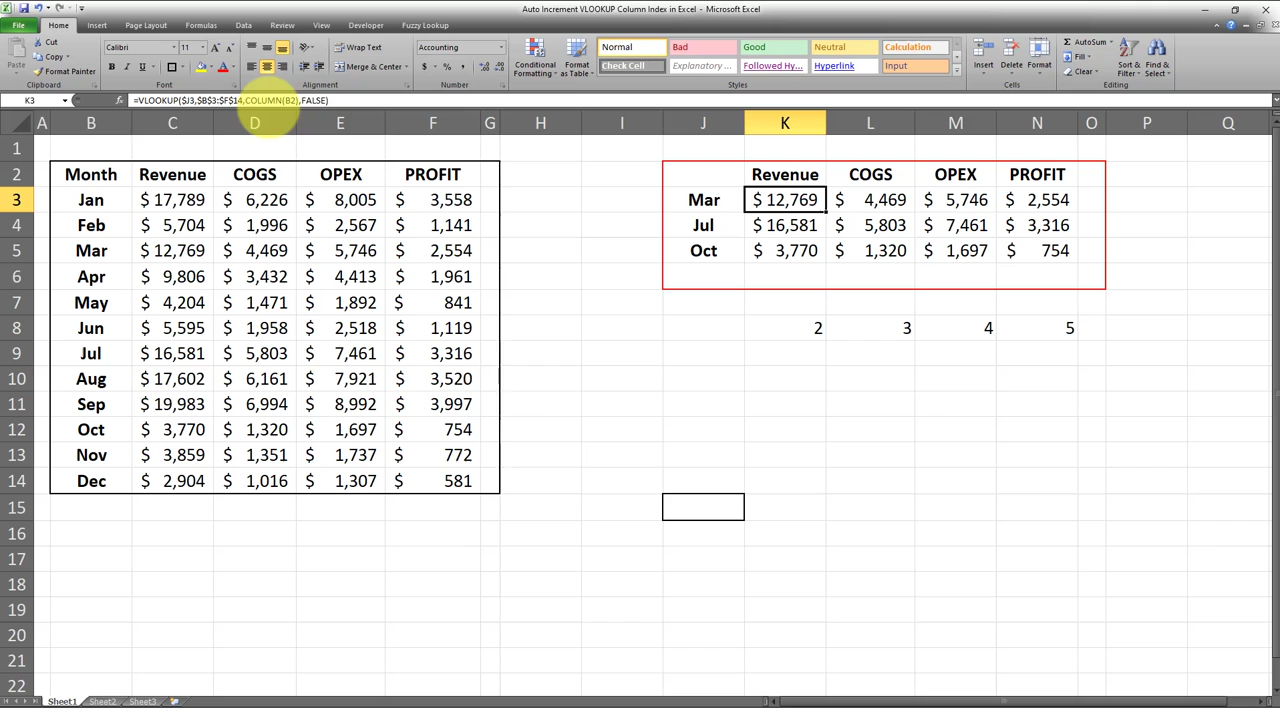 Auto Increment VLOOKUP Column Index in Excel - Microsoft Excel
File Home Insert Page Layout Formulas Data Review View Developer Fuzzy Lookup
Cut Calibri 11 Wrap Text Accounting Normal Bad Good Neutral Calculation AutoSum
Copy Fill
Paste Format Painter B I U Merge & Center $ % , Conditional Formatting Format as Table Check Cell Explanatory ... Followed Hy... Hyperlink Input Insert Delete Format Clear Sort & Filter Find & Select
Clipboard Font Alignment Number Styles Cells Editing
K3 fx =VLOOKUP($J3,$B$3:$F$14,COLUMN(B2),FALSE)
A B C D E F G H I J K L M N O P Q
1
2 Month Revenue COGS OPEX PROFIT Revenue COGS OPEX PROFIT
3 Jan $ 17,789 $ 6,226 $ 8,005 $ 3,558 Mar $ 12,769 $ 4,469 $ 5,746 $ 2,554
4 Feb $ 5,704 $ 1,996 $ 2,567 $ 1,141 Jul $ 16,581 $ 5,803 $ 7,461 $ 3,316
5 Mar $ 12,769 $ 4,469 $ 5,746 $ 2,554 Oct $ 3,770 $ 1,320 $ 1,697 $ 754
6 Apr $ 9,806 $ 3,432 $ 4,413 $ 1,961
7 May $ 4,204 $ 1,471 $ 1,892 $ 841
8 Jun $ 5,595 $ 1,958 $ 2,518 $ 1,119 2 3 4 5
9 Jul $ 16,581 $ 5,803 $ 7,461 $ 3,316
10 Aug $ 17,602 $ 6,161 $ 7,921 $ 3,520
11 Sep $ 19,983 $ 6,994 $ 8,992 $ 3,997
12 Oct $ 3,770 $ 1,320 $ 1,697 $ 754
13 Nov $ 3,859 $ 1,351 $ 1,737 $ 772
14 Dec $ 2,904 $ 1,016 $ 1,307 $ 581
15
16
17
18
19
20
21
22
Sheet1 Sheet2 Sheet3